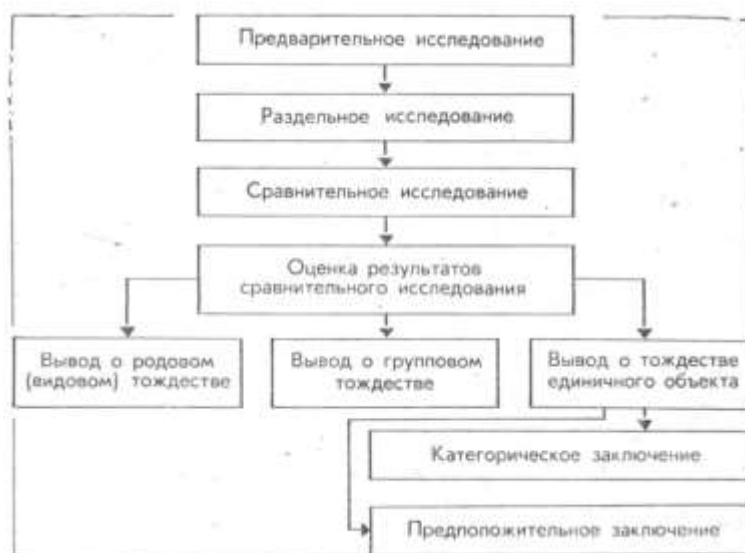 Предварительное исследование
Раздельное исследование
Сравнительное исследование
Оценка результатов
сравнительного исследования
Вывод о родовом
(видовом) тождестве
Вывод о групповом
тождестве
Вывод о тождестве
единичного объекта
Категорическое заключение
Предположительное заключение